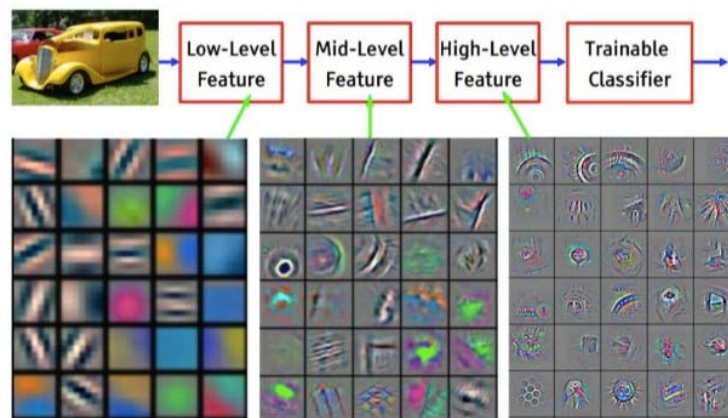 Low-Level
Feature
Mid-Level
Feature
High-Level
Feature
Trainable
Classifier